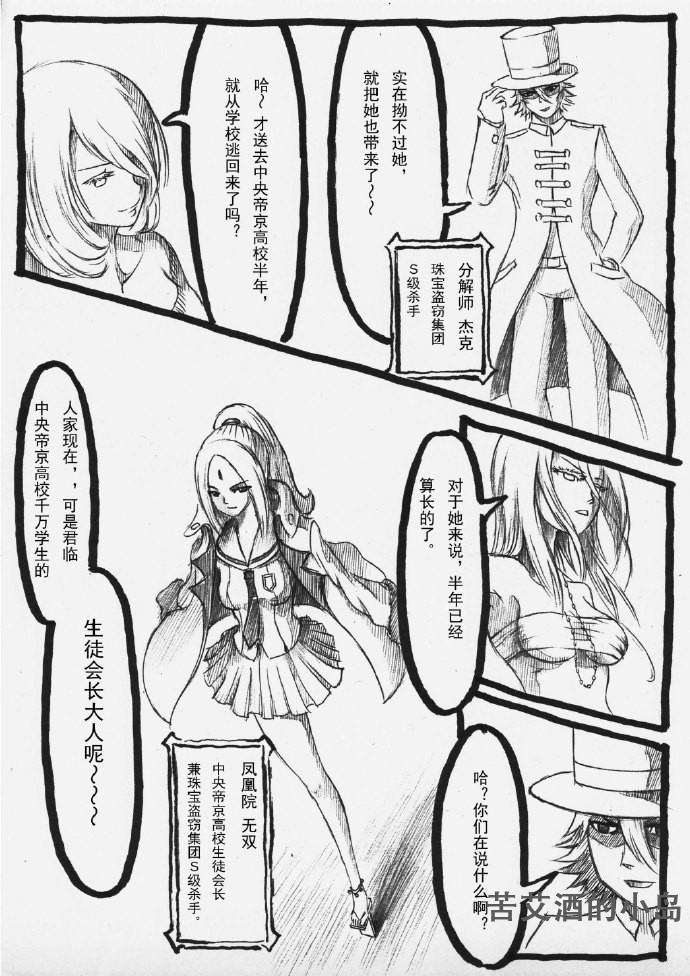 实在拗不过她，
就把她也带来了～～
分解师 杰克
珠宝盗窃集团
S级杀手
哈～才送去中央帝京高校半年，
就从学校逃回来了吗？
对于她来说，半年已经
算长的了。
人家现在，，可是君临
中央帝京高校千万学生的
生徒会长大人呢～～～～
凤凰院 无双
中央帝京高校生徒会长
兼珠宝盗窃集团S级杀手。
哈？你们在说
什么啊？
苦艾酒的小岛